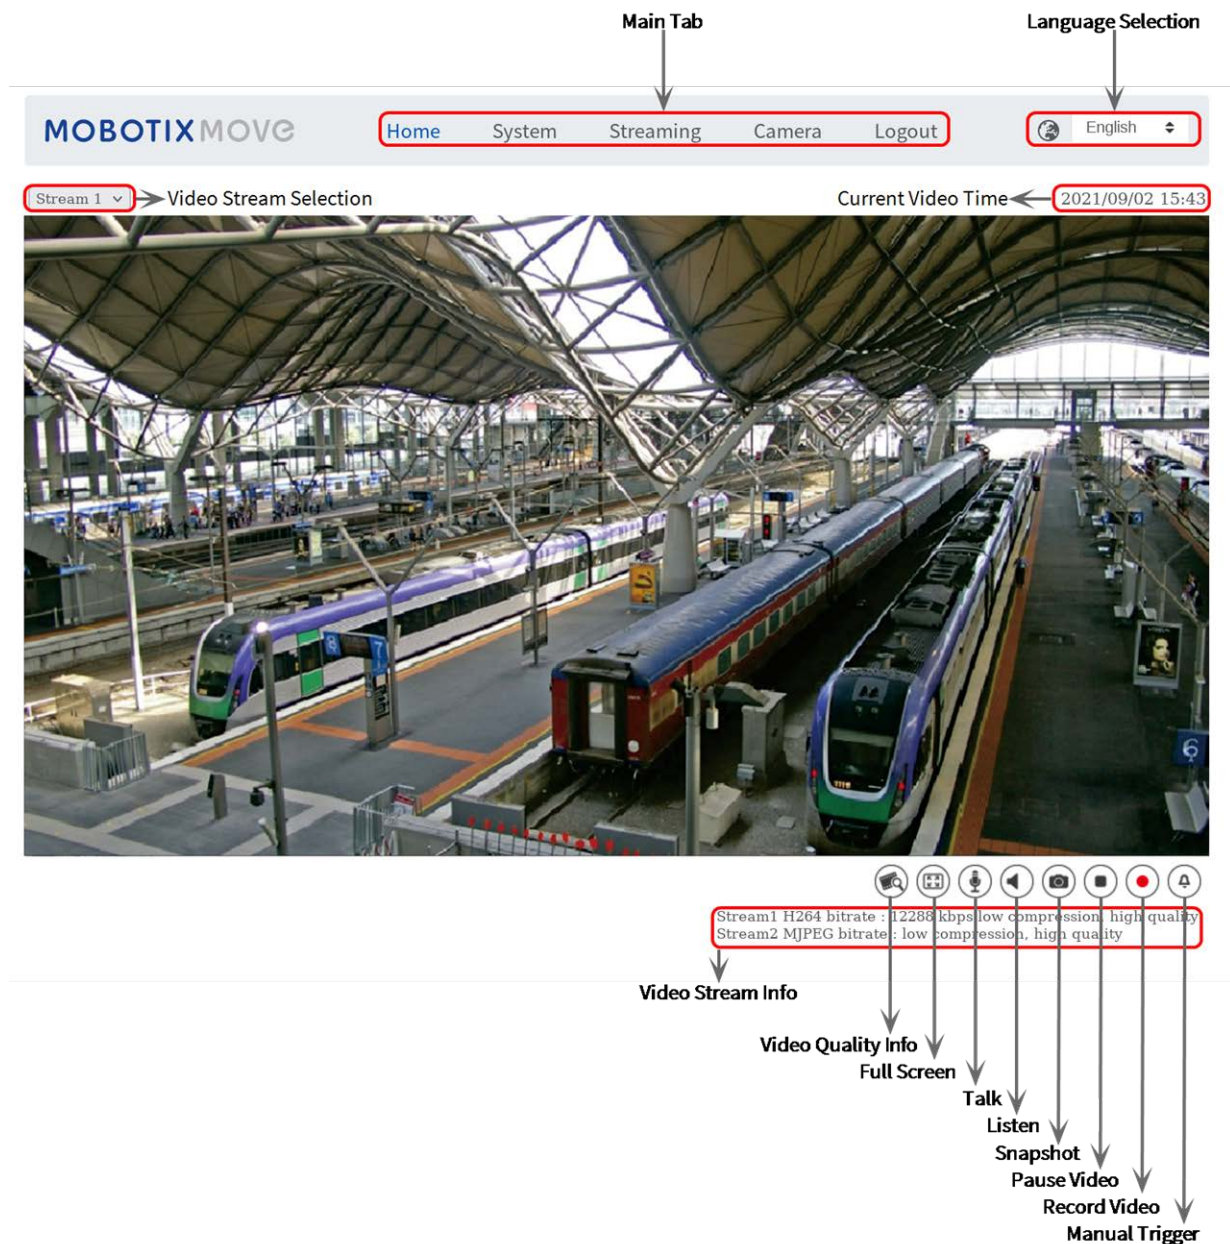 Main Tab
Language Selection
MOBOTIX MOVE
Home System Streaming Camera Logout
English
Stream 1
Video Stream Selection
Current Video Time
2021/09/02 15:43
7
6
Stream1 H264 bitrate : 12288 kbps low compression, high quality
Stream2 MJPEG bitrate : low compression, high quality
Video Stream Info
Video Quality Info
Full Screen
Talk
Listen
Snapshot
Pause Video
Record Video
Manual Trigger